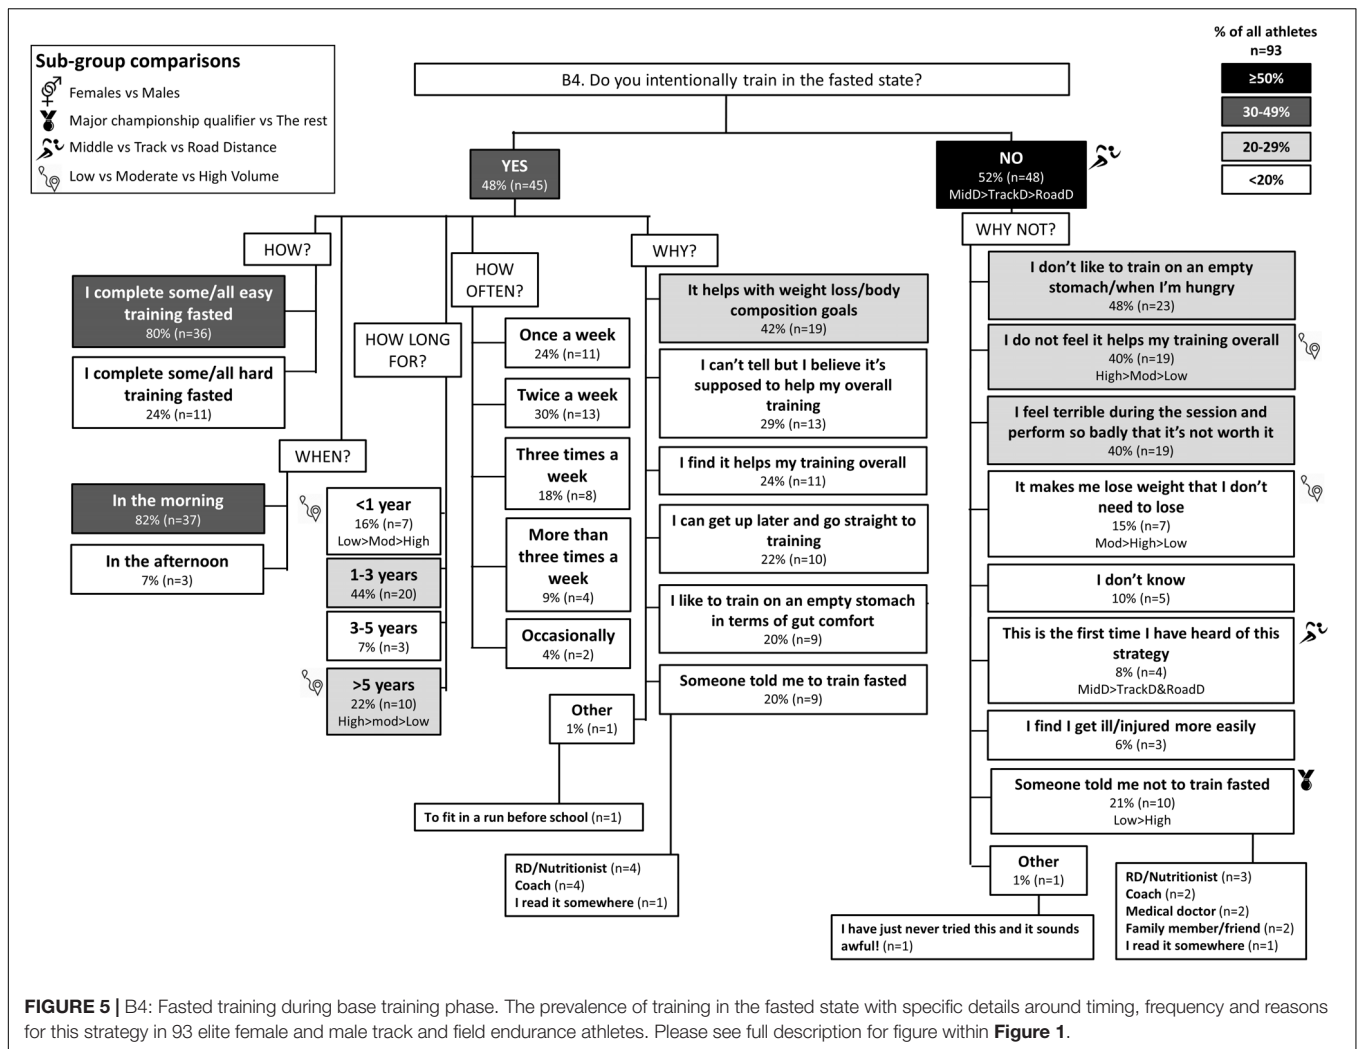 Sub-group comparisons
Females vs Males
Major championship qualifier vs The rest
Middle vs Track vs Road Distance
Low vs Moderate vs High Volume
% of all athletes
n=93
≥50%
30-49%
20-29%
<20%
B4. Do you intentionally train in the fasted state?
YES
48% (n=45)
HOW?
I complete some/all easy
training fasted
80% (n=36)
I complete some/all hard
training fasted
24% (n=11)
WHEN?
In the morning
82% (n=37)
In the afternoon
7% (n=3)
HOW LONG
FOR?
<1 year
16% (n=7)
Low>Mod>High
1-3 years
44% (n=20)
3-5 years
7% (n=3)
>5 years
22% (n=10)
High>mod>Low
HOW
OFTEN?
Once a week
24% (n=11)
Twice a week
30% (n=13)
Three times a
week
18% (n=8)
More than
three times a
week
9% (n=4)
Occasionally
4% (n=2)
WHY?
It helps with weight loss/body
composition goals
42% (n=19)
I can't tell but I believe it's
supposed to help my overall
training
29% (n=13)
I find it helps my training overall
24% (n=11)
I can get up later and go straight to
training
22% (n=10)
I like to train on an empty stomach
in terms of gut comfort
20% (n=9)
Someone told me to train fasted
20% (n=9)
Other
1% (n=1)
To fit in a run before school (n=1)
RD/Nutritionist (n=4)
Coach (n=4)
I read it somewhere (n=1)
NO
52% (n=48)
MidD>TrackD>RoadD
WHY NOT?
I don't like to train on an empty
stomach/when I'm hungry
48% (n=23)
I do not feel it helps my training overall
40% (n=19)
High>Mod>Low
I feel terrible during the session and
perform so badly that it's not worth it
40% (n=19)
It makes me lose weight that I don't
need to lose
15% (n=7)
Mod>High>Low
I don't know
10% (n=5)
This is the first time I have heard of this
strategy
8% (n=4)
MidD>TrackD&RoadD
I find I get ill/injured more easily
6% (n=3)
Someone told me not to train fasted
21% (n=10)
Low>High
Other
1% (n=1)
I have just never tried this and it sounds
awful! (n=1)
RD/Nutritionist (n=3)
Coach (n=2)
Medical doctor (n=2)
Family member/friend (n=2)
I read it somewhere (n=1)
FIGURE 5 | B4: Fasted training during base training phase. The prevalence of training in the fasted state with specific details around timing, frequency and reasons
for this strategy in 93 elite female and male track and field endurance athletes. Please see full description for figure within Figure 1.